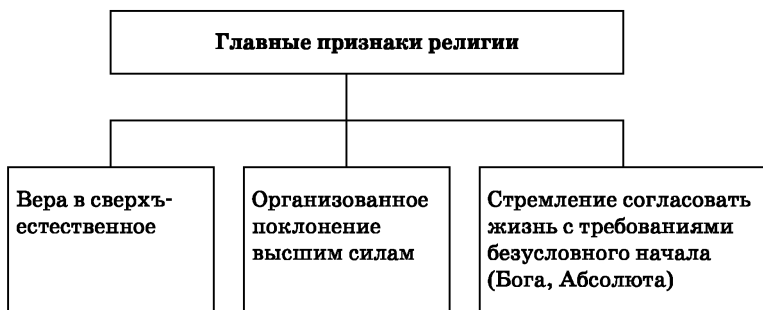 Главные признаки религии
Вера в сверхъ-
естественное
Организованное
поклонение
высшим силам
Стремление согласовать
жизнь с требованиями
безусловного начала
(Бога, Абсолюта)